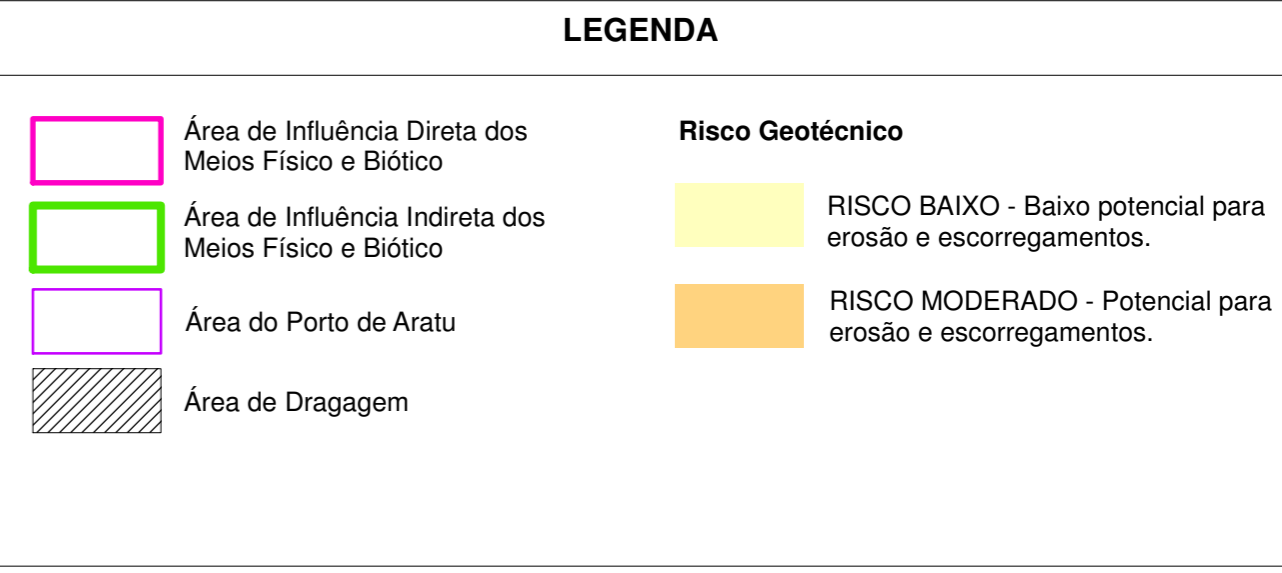 LEGENDA
Área de Influência Direta dos
Meios Físico e Biótico
Área de Influência Indireta dos
Meios Físico e Biótico
Área do Porto de Aratu
Área de Dragagem
Risco Geotécnico
RISCO BAIXO - Baixo potencial para
erosão e escorregamentos.
RISCO MODERADO - Potencial para
erosão e escorregamentos.